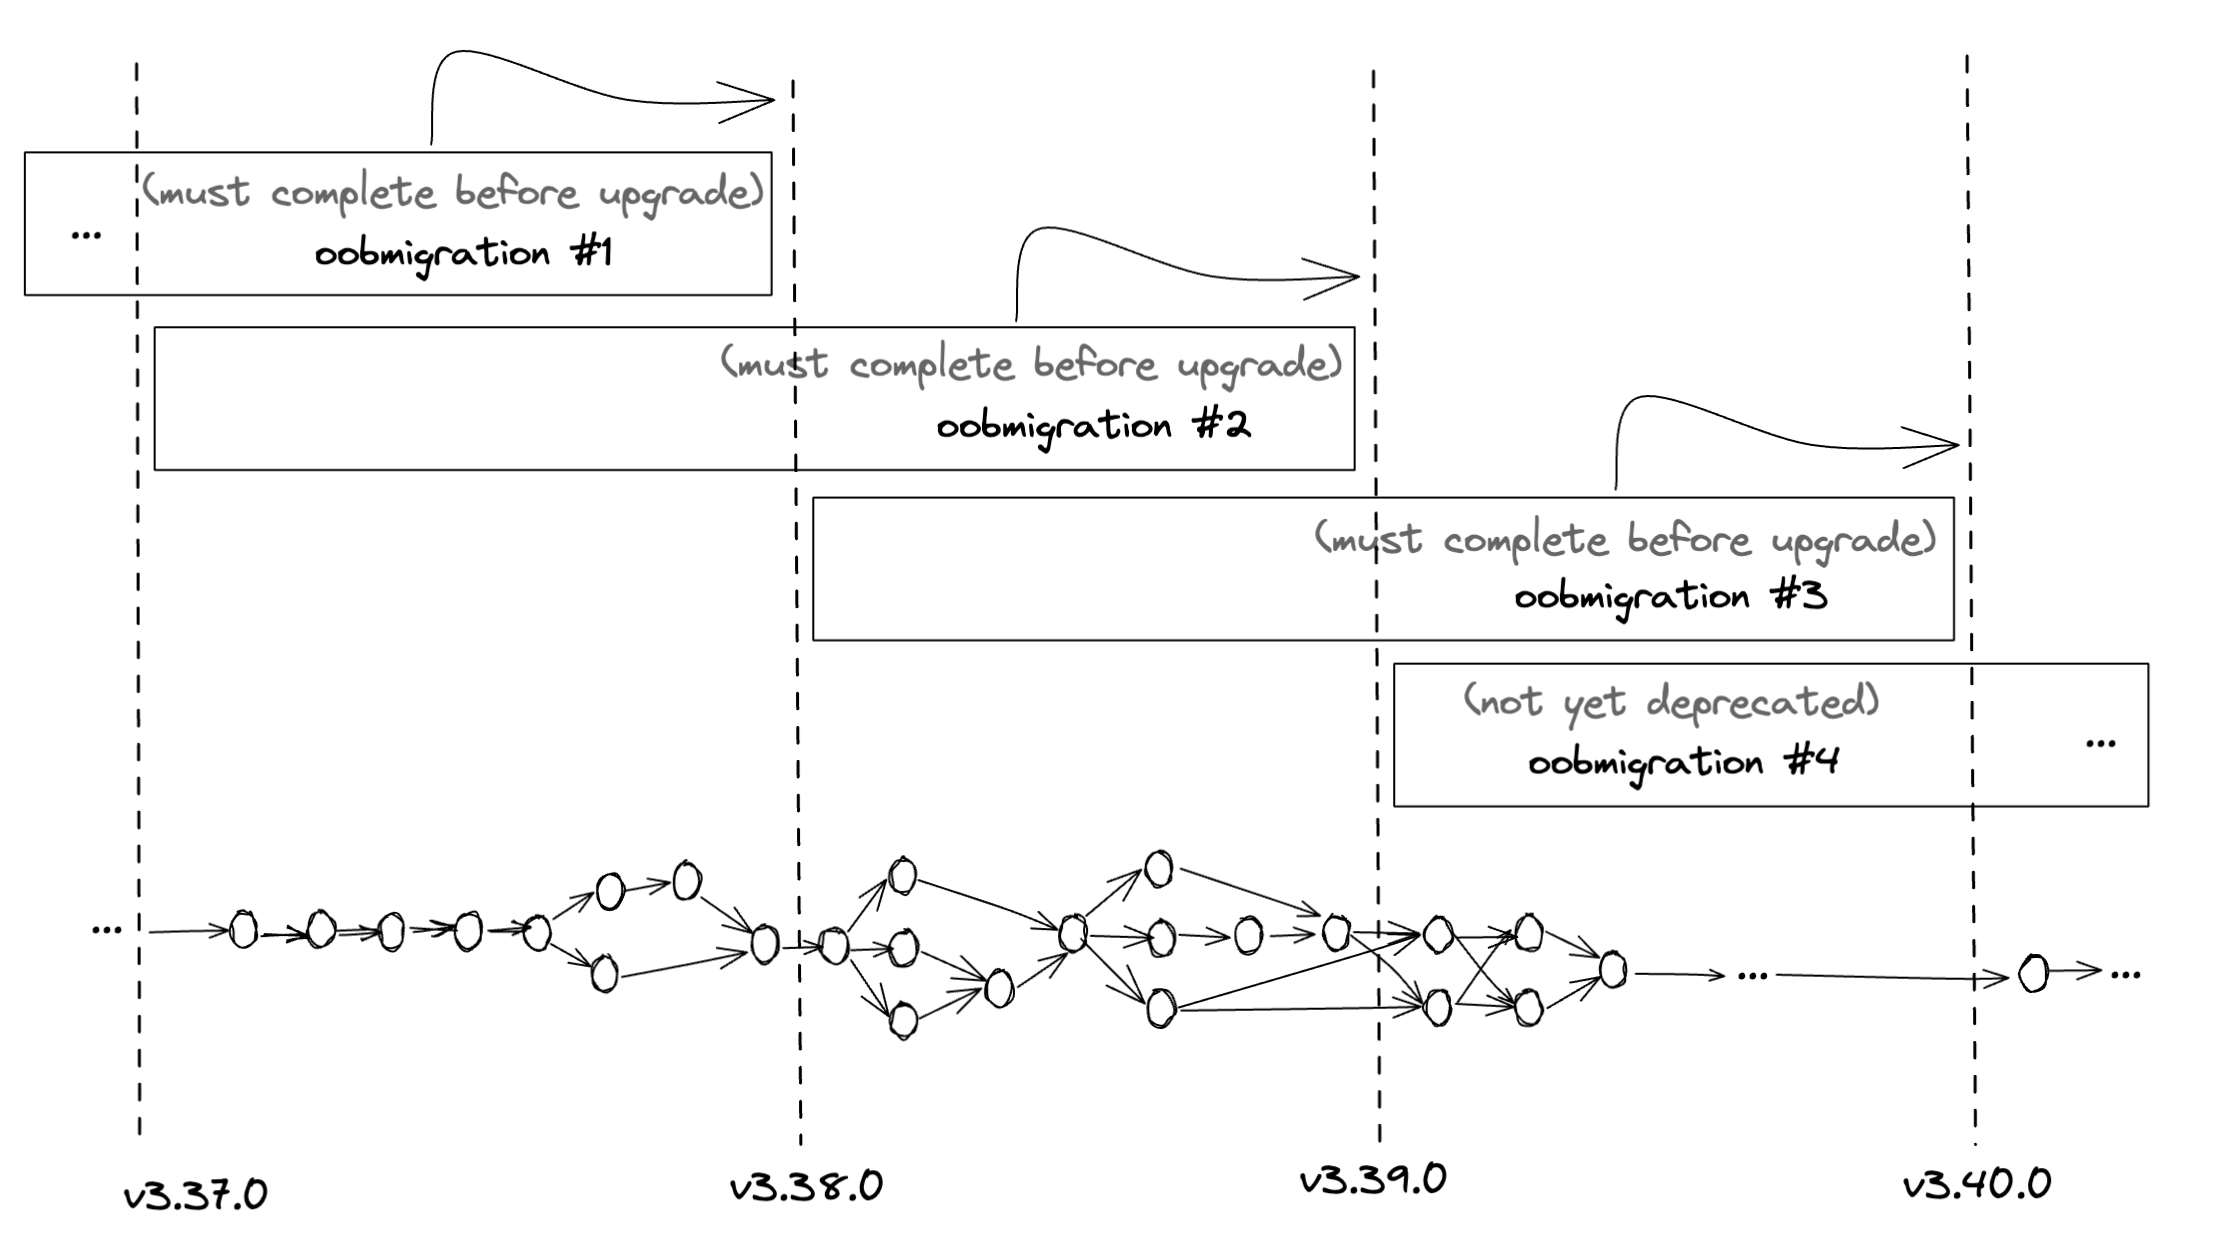 (must complete before upgrade)
...
oobmigration #1
(must complete before upgrade)
oobmigration #2
(must complete before upgrade)
oobmigration #3
(not yet deprecated)
...
oobmigration #4
...
...
...
v3.37.0
v3.38.0
v3.39.0
v3.40.0